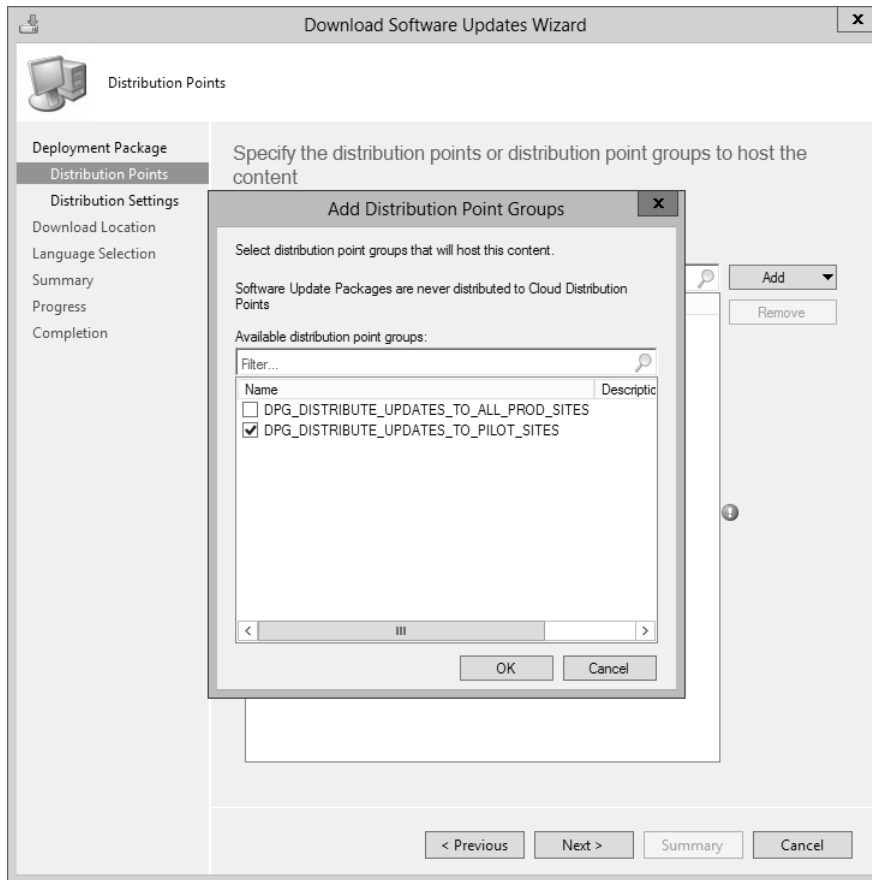 Download Software Updates Wizard
x
Distribution Points
Deployment Package
Distribution Points
Distribution Settings
Download Location
Language Selection
Summary
Progress
Completion
Specify the distribution points or distribution point groups to host the
content
Add Distribution Point Groups
x
Select distribution point groups that will host this content.
Software Update Packages are never distributed to Cloud Distribution
Points
Available distribution point groups:
Filter...
Name
Descriptic
DPG_DISTRIBUTE_UPDATES_TO_ALL_PROD_SITES
DPG_DISTRIBUTE_UPDATES_TO_PILOT_SITES
OK
Cancel
Add
Remove
< Previous
Next >
Summary
Cancel